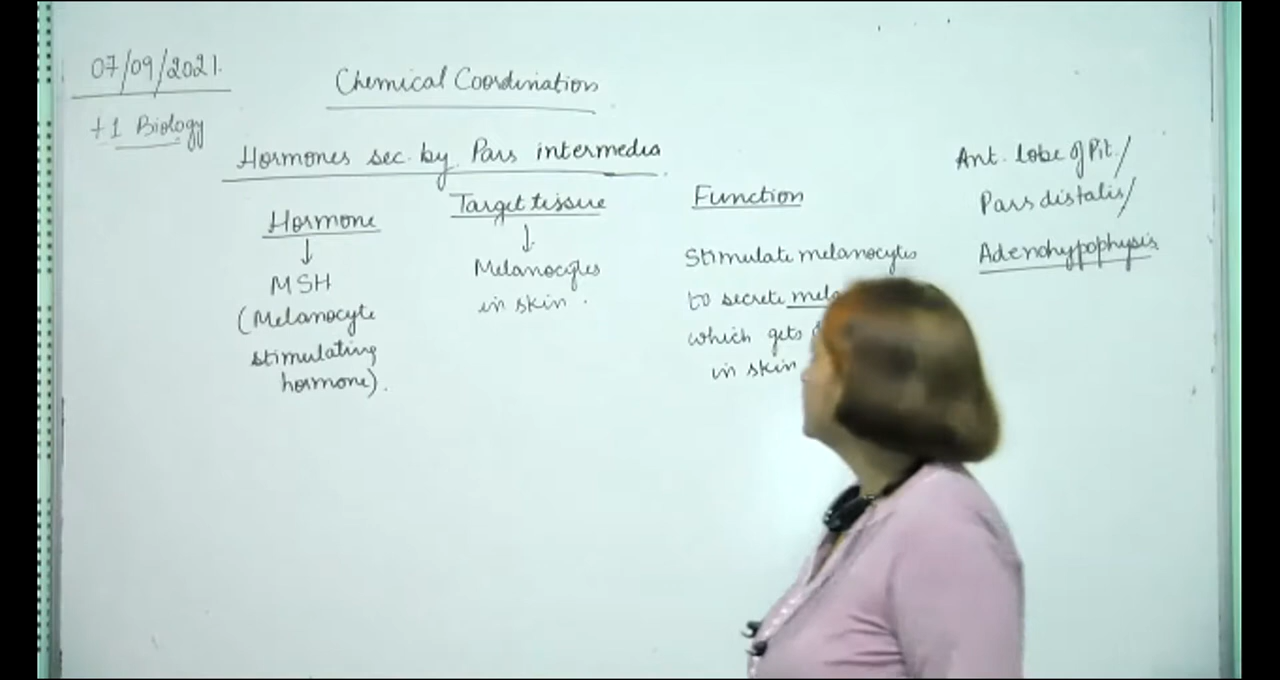 07/09/2021.
+1 Biology
Chemical Coordination
Hormones sec. by Pars intermedia
Hormone
↓
MSH
(Melanocyte
stimulating
hormone).
Target tissue
↓
Melanocytes
in skin.
Function
Stimulate melanocytes
to secrete
which gets
in skin
Ant. lobe of Pit./
Pars distalis/
Adenohypophysis